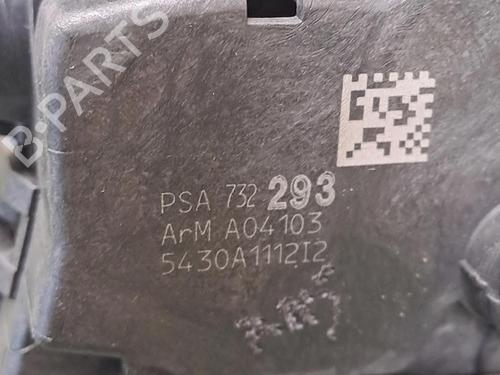 B-PARTS
PSA 732 293
ArM A04103
5430A1112I2